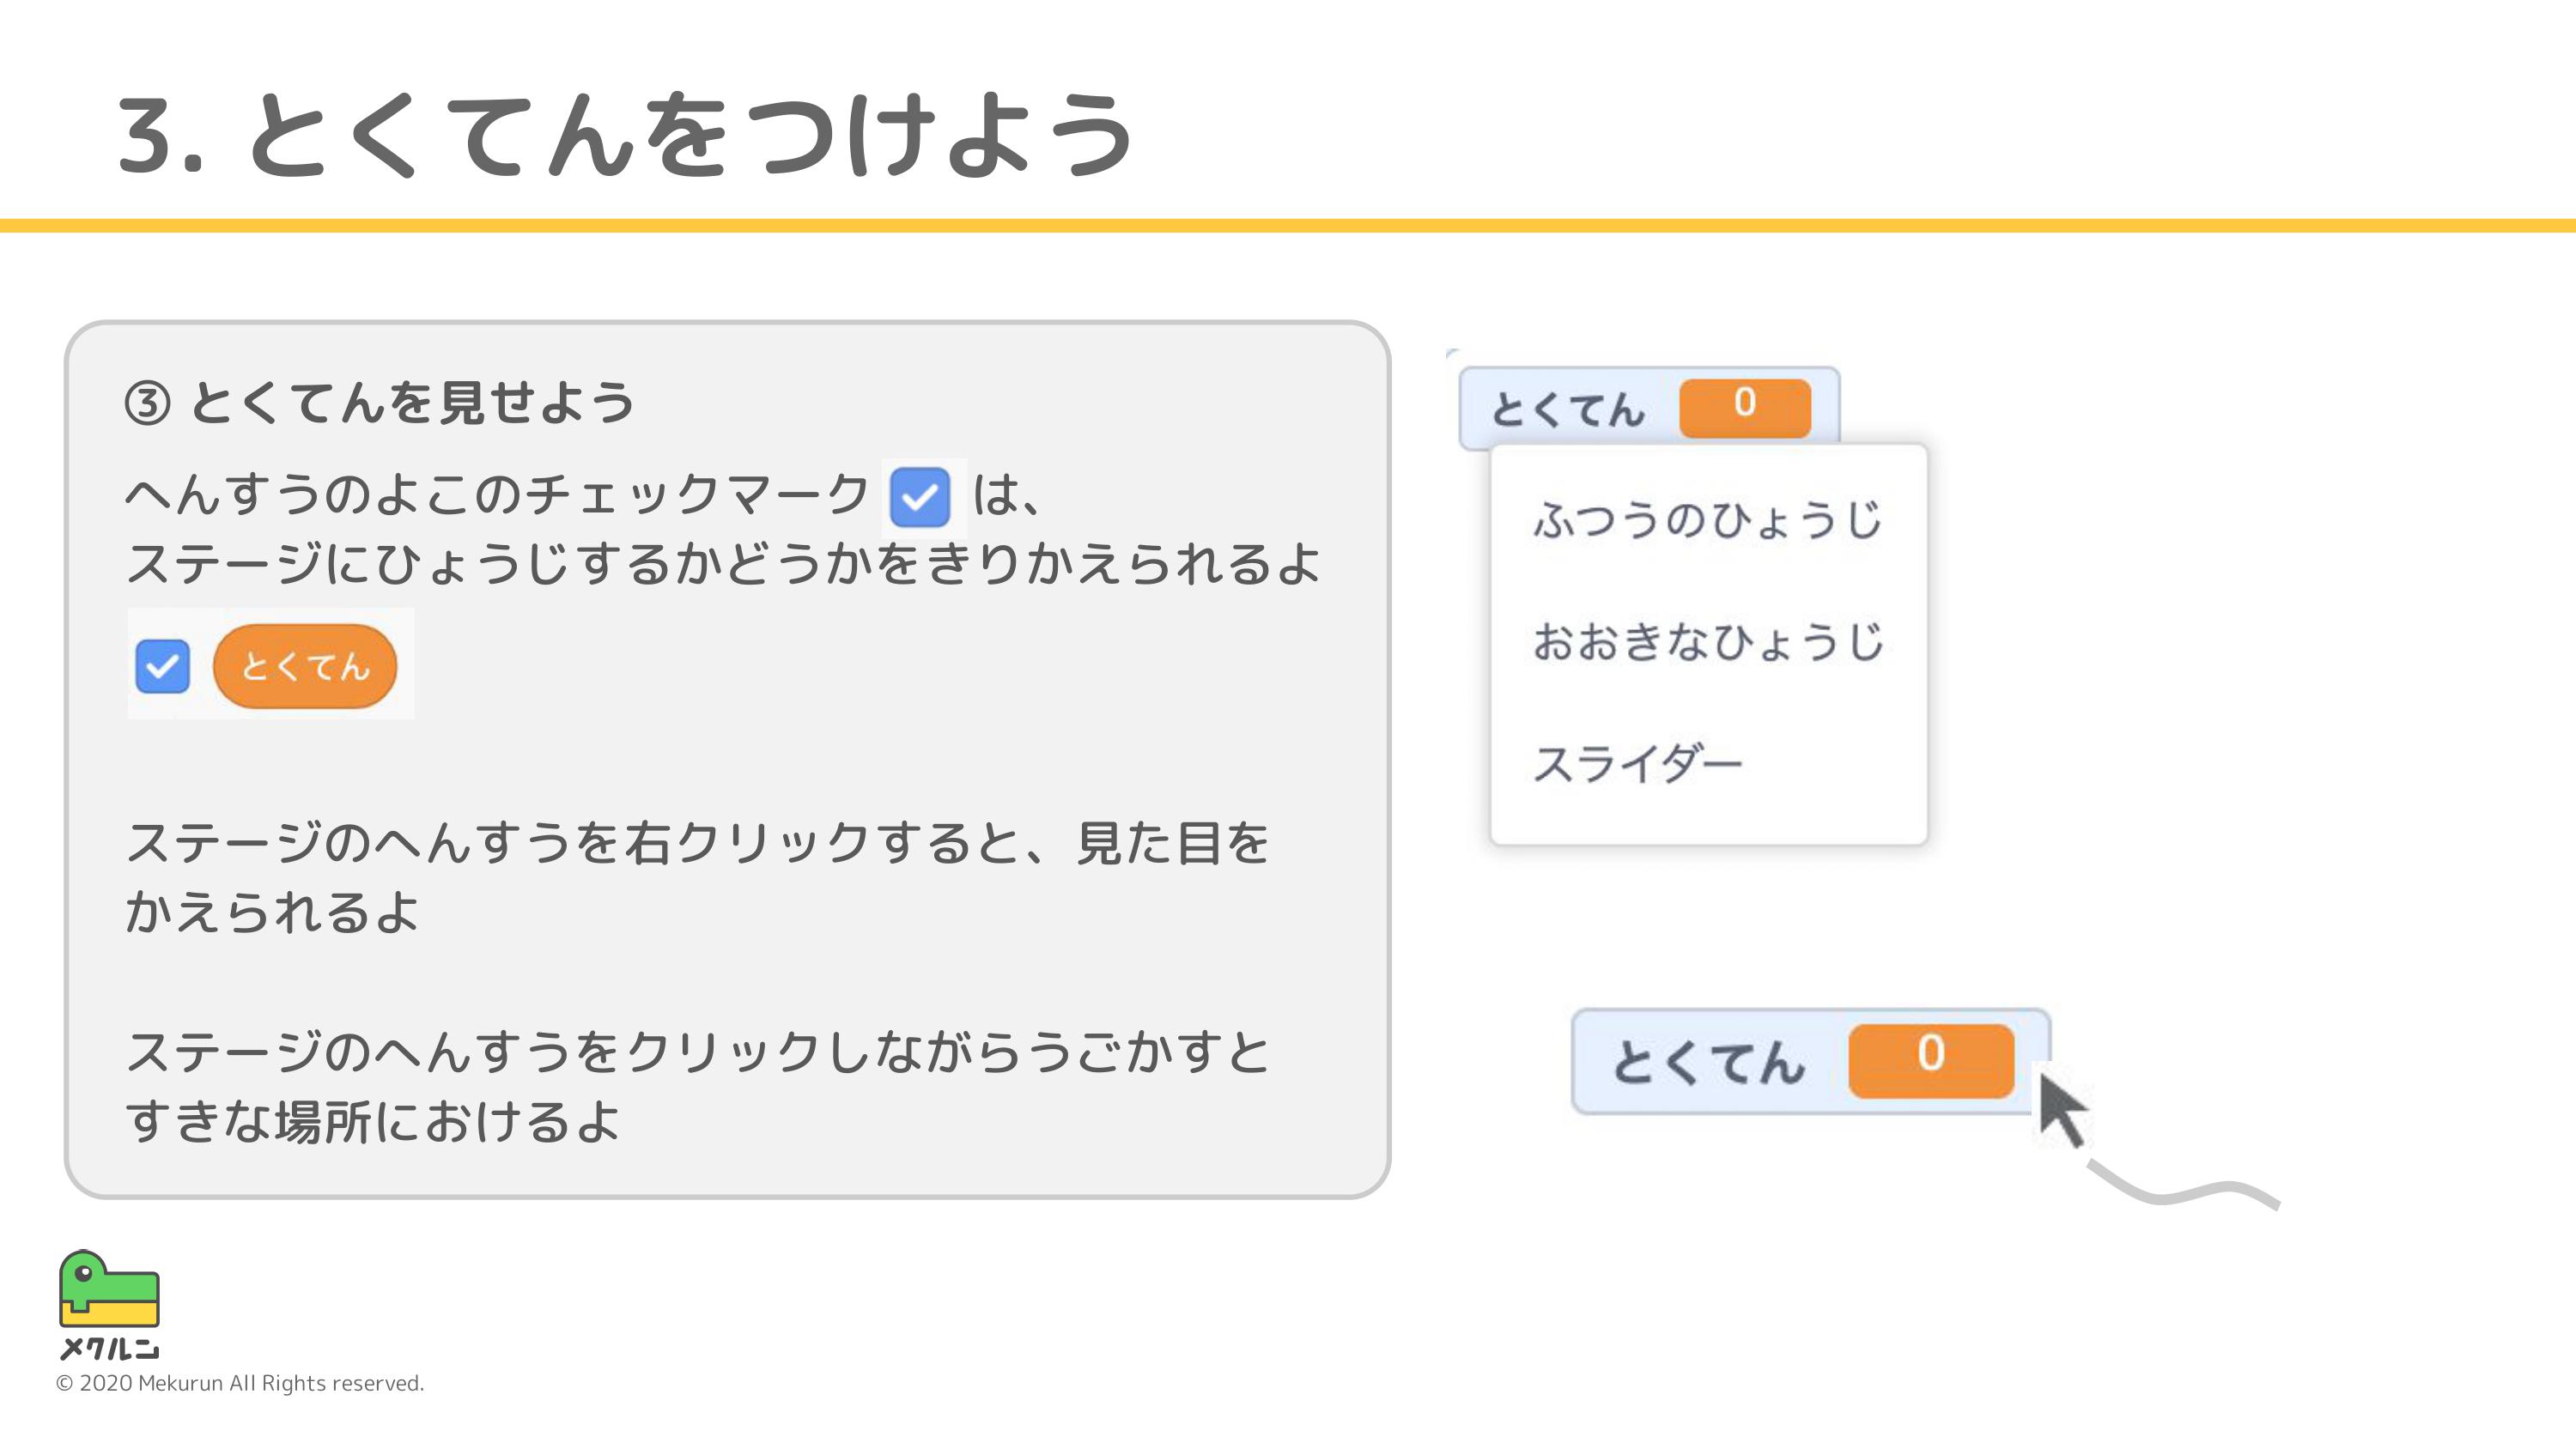 3. とくてんをつけよう
③ とくてんを見せよう
へんすうのよこのチェックマーク は、
ステージにひょうじするかどうかをきりかえられるよ
とくてん
ステージのへんすうを右クリックすると、見た目を
かえられるよ
ステージのへんすうをクリックしながらうごかすと
すきな場所におけるよ
とくてん 0
ふつうのひょうじ
おおきなひょうじ
スライダー
とくてん 0
メクルン
© 2020 Mekurun All Rights reserved.